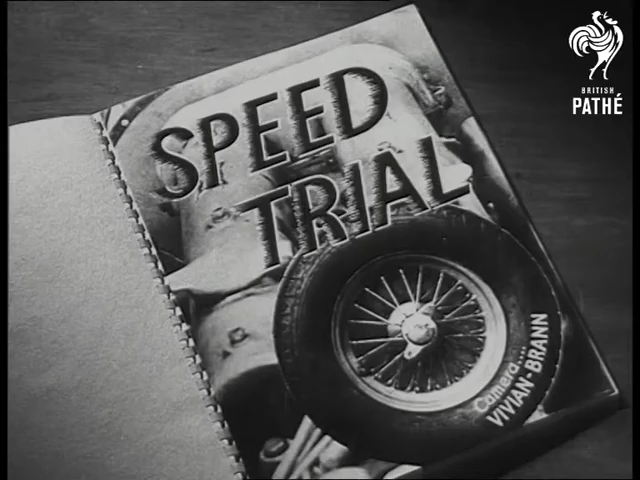 SPEED
TRIAL
Camera...
VIVIAN-BRANN
BRITISH
PATHÉ